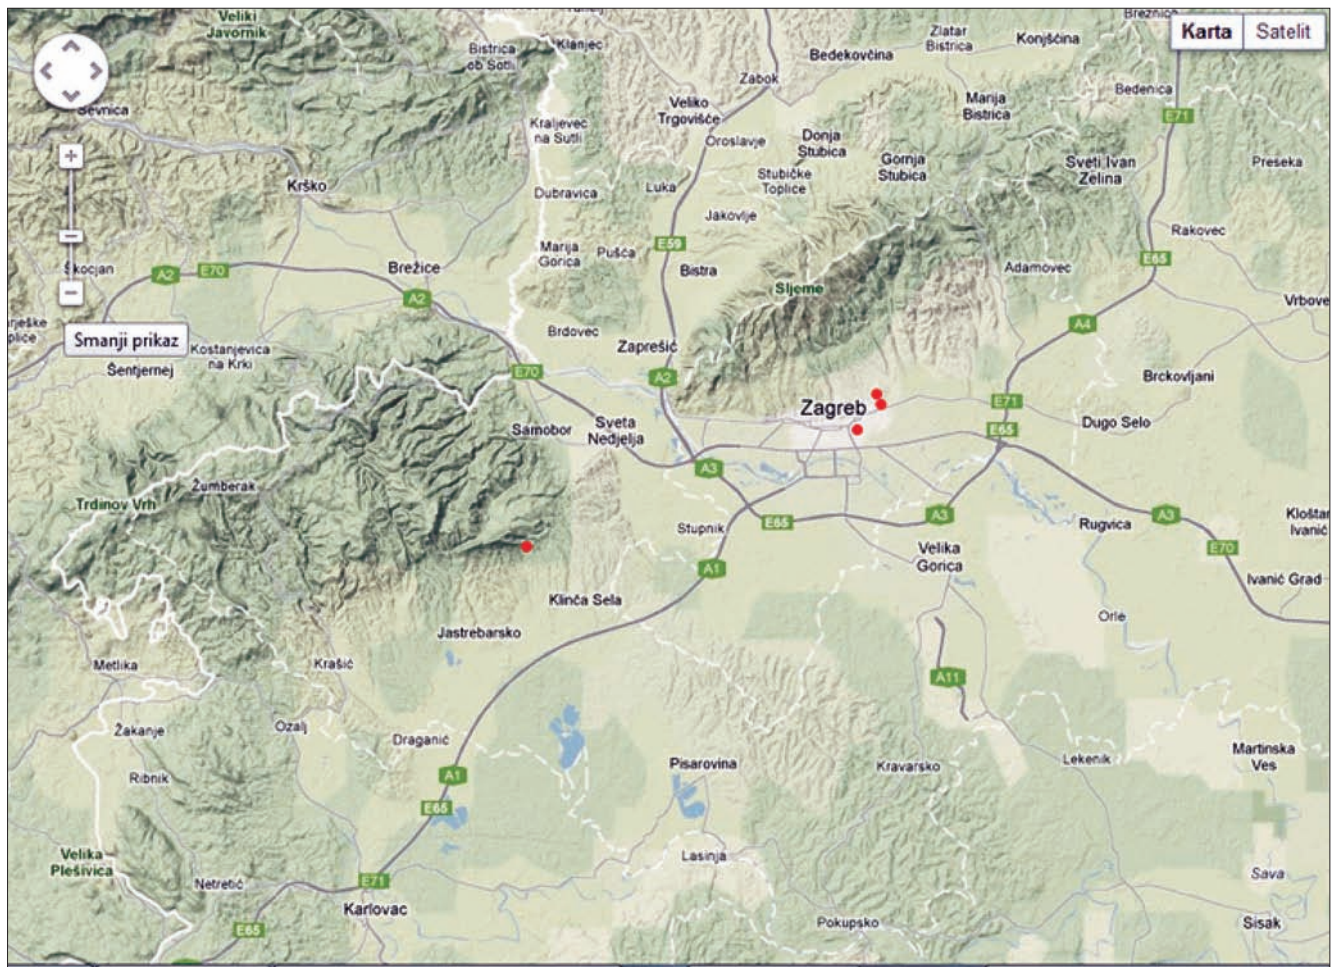 Veliki
Javornik
Bistrica
ob Sotli
Klanjec
Zlatar
Bistrica
Konjščina
Breznica
Karta
Satelit
Bedekovčina
Zabok
Bedenica
Sevnica
Veliko
Trgovišće
Marija
Bistrica
E71
Kraljevec
na Sutli
Oroslavje
Donja
Stubica
Gornja
Stubica
Sveti Ivan
Zelina
Preseka
Krško
Dubravica
Luka
Stubičke
Toplice
Jakovlje
Rakovec
Marija
Gorica
Pušća
E59
Bistra
E65
Škocjan
A2
E70
Brežice
A2
Sljeme
Adamovec
Vrbove
rješke
plice
Smanji prikaz
Kostanjevica
na Krki
Šentjernej
Brdovec
Zaprešić
A4
E70
A2
Brckovljani
Zagreb
E71
E65
Dugo Selo
Samobor
Sveta
Nedjelja
A3
Žumberak
Trdinov Vrh
Stupnik
E65
A3
Rugvica
A3
Kloštar
Ivanić
E70
Velika
Gorica
A1
Ivanić Grad
Klinča Sela
Orle
Jastrebarsko
Metlika
Krašić
A11
Žakanje
Ozalj
Draganić
Ribnik
A1
E65
Pisarovina
Kravarsko
Lekenik
Martinska
Ves
Velika
Plešivica
Lasinja
Netretić
E71
Karlovac
Sava
E65
Pokupsko
Sisak